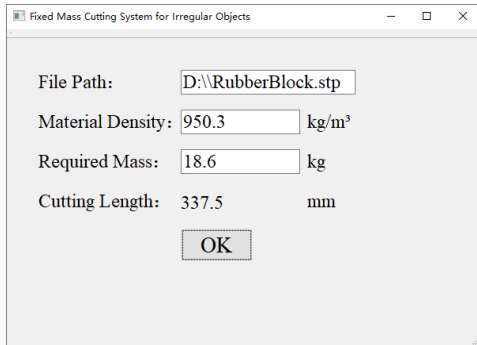 Fixed Mass Cutting System for Irregular Objects
File Path： D:\\RubberBlock.stp
Material Density： 950.3 kg/m³
Required Mass： 18.6 kg
Cutting Length： 337.5 mm
OK